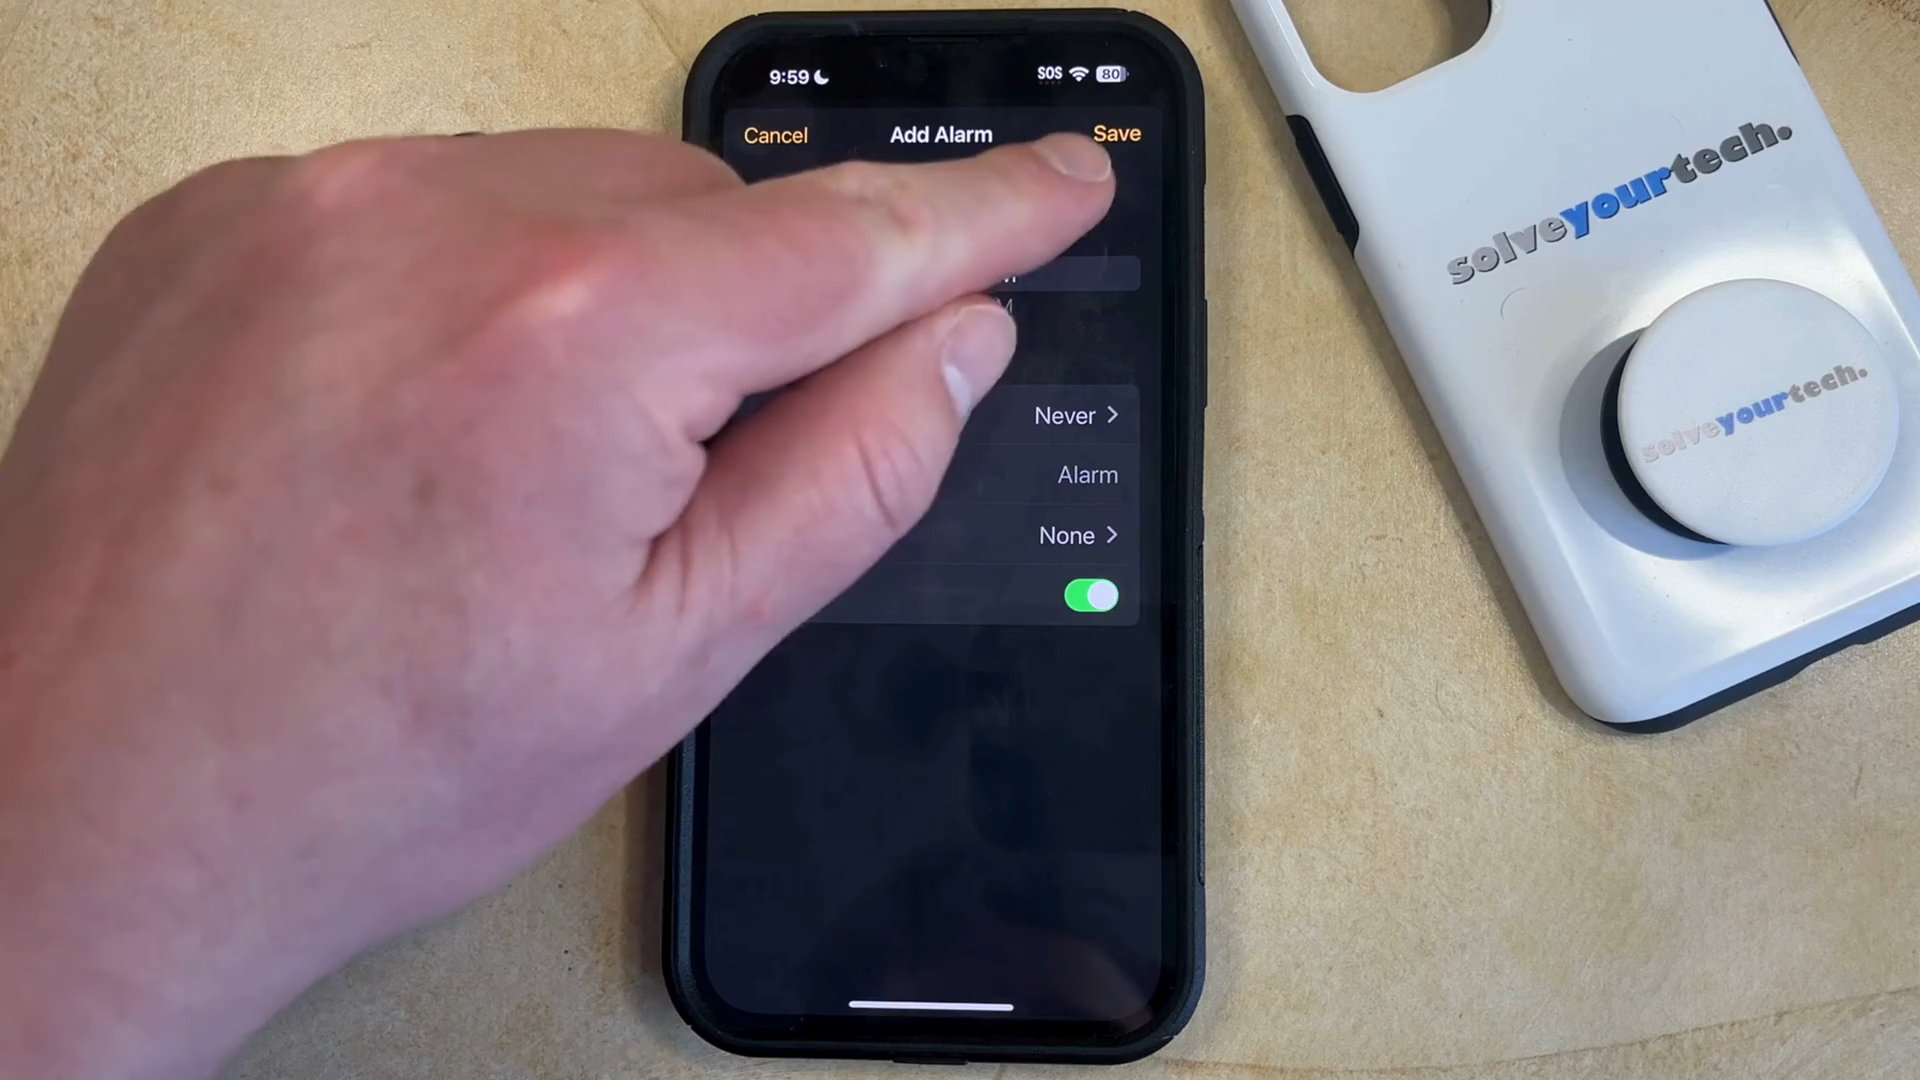 9:59
SOS
80
Cancel
Add Alarm
Save
M
Never
Alarm
None
solveyourtech.
solveyourtech.